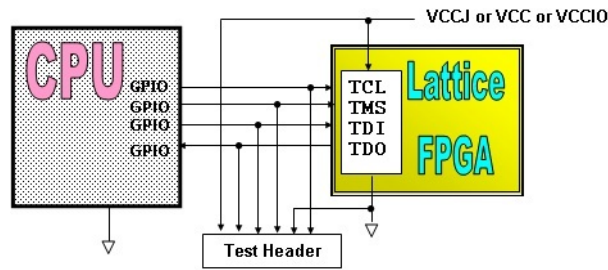 VCCJ or VCC or VCCIO
CPU
GPIO
GPIO
GPIO
GPIO
TCL
TMS
TDI
TDO
Lattice
FPGA
Test Header